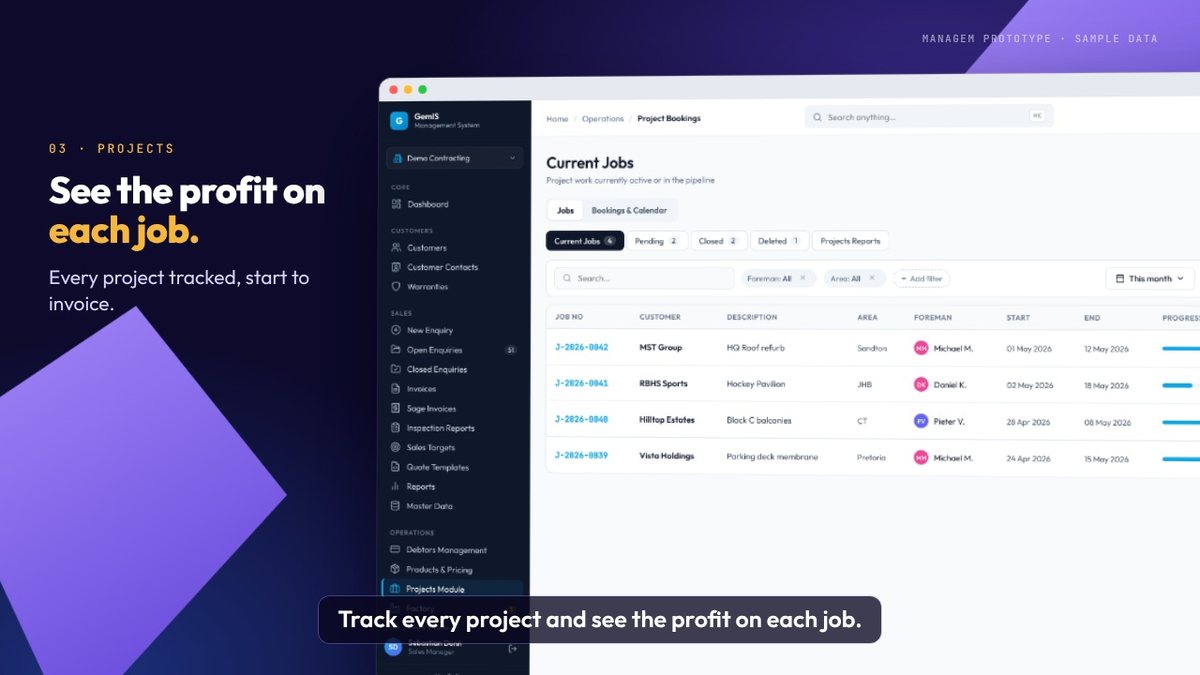 MANAGEM PROTOTYPE · SAMPLE DATA
03 · PROJECTS
See the profit on
each job.
Every project tracked, start to
invoice.
G
GemIS
Management System
Demo Contracting
CORE
Dashboard
CUSTOMERS
Customers
Customer Contacts
Warranties
SALES
New Enquiry
Open Enquiries 51
Closed Enquiries
Invoices
Sage Invoices
Inspection Reports
Sales Targets
Quote Templates
Reports
Master Data
OPERATIONS
Debtors Management
Products & Pricing
Projects Module
Factory
SD
Sebastian Dunn
Sales Manager
Home / Operations / Project Bookings
Search anything...
⌘K
Current Jobs
Project work currently active or in the pipeline
Jobs Bookings & Calendar
Current Jobs 4 Pending 2 Closed 2 Deleted 1 Projects Reports
Search... Foreman: All × Area: All × + Add filter This month
JOB NO CUSTOMER DESCRIPTION AREA FOREMAN START END PROGRESS
J-2026-0042 MST Group HQ Roof refurb Sandton MM Michael M. 01 May 2026 12 May 2026
J-2026-0041 RBHS Sports Hockey Pavilion JHB DK Daniel K. 02 May 2026 18 May 2026
J-2026-0040 Hilltop Estates Block C balconies CT PV Pieter V. 28 Apr 2026 08 May 2026
J-2026-0039 Vista Holdings Parking deck membrane Pretoria MM Michael M. 24 Apr 2026 15 May 2026
Track every project and see the profit on each job.